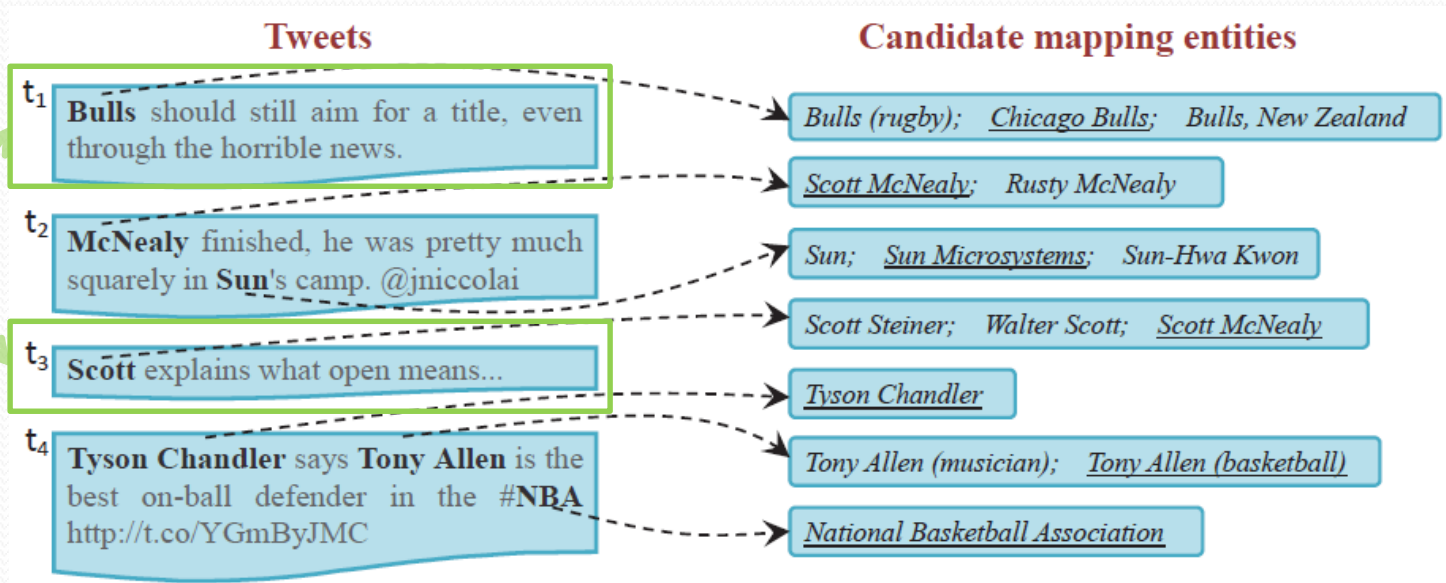 Tweets
Candidate mapping entities
t1
Bulls should still aim for a title, even
through the horrible news.
Bulls (rugby); Chicago Bulls; Bulls, New Zealand
Scott McNealy; Rusty McNealy
t2
McNealy finished, he was pretty much
squarely in Sun's camp. @jniccolai
Sun; Sun Microsystems; Sun-Hwa Kwon
Scott Steiner; Walter Scott; Scott McNealy
t3
Scott explains what open means...
Tyson Chandler
t4
Tyson Chandler says Tony Allen is the
best on-ball defender in the #NBA
http://t.co/YGmByJMC
Tony Allen (musician); Tony Allen (basketball)
National Basketball Association